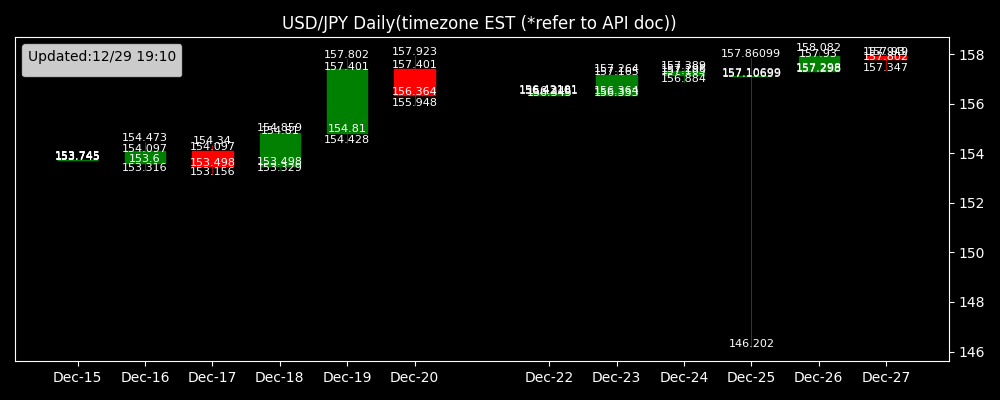 USD/JPY Daily(timezone EST (*refer to API doc))
Updated:12/29 19:10
153.745
154.473
154.097
153.6
153.316
154.34
154.097
153.498
153.156
154.859
154.81
153.498
153.329
157.802
157.401
154.81
154.428
157.923
157.401
156.364
155.948
157.264
157.165
156.364
156.884
157.86099
157.10699
146.202
158.082
157.93
157.298
157.802
157.347
158
156
154
152
150
148
146
Dec-15
Dec-16
Dec-17
Dec-18
Dec-19
Dec-20
Dec-22
Dec-23
Dec-24
Dec-25
Dec-26
Dec-27